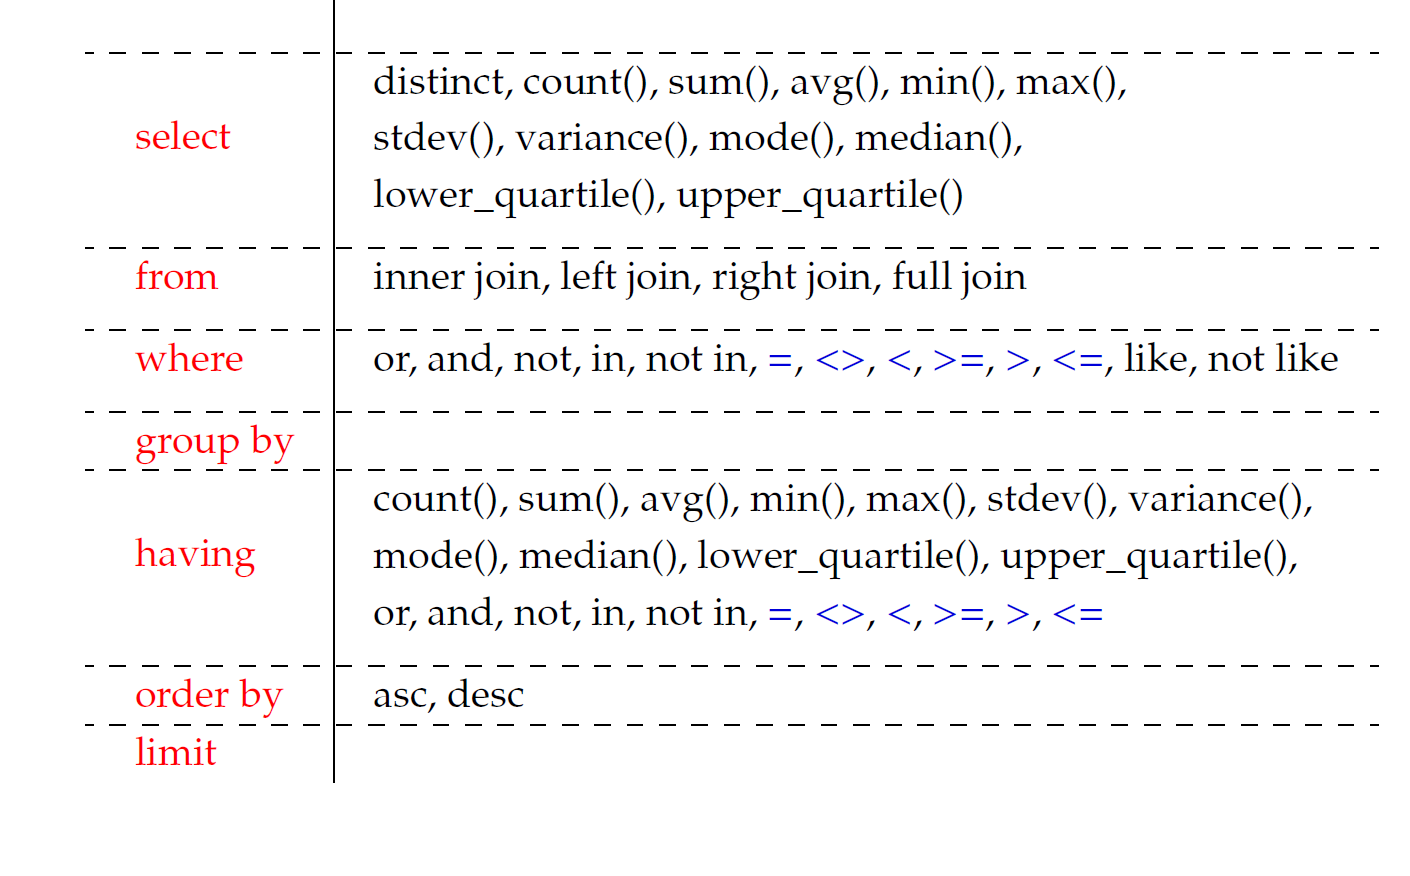 distinct, count(), sum(), avg(), min(), max(),
select
stdev(), variance(), mode(), median(),
lower_quartile(), upper_quartile()
from inner join, left join, right join, full join
where or, and, not, in, not in, =, <>, <, >=, >, <=, like, not like
group by
count(), sum(), avg(), min(), max(), stdev(), variance(),
having
mode(), median(), lower_quartile(), upper_quartile(),
or, and, not, in, not in, =, <>, <, >=, >, <=
order by asc, desc
limit